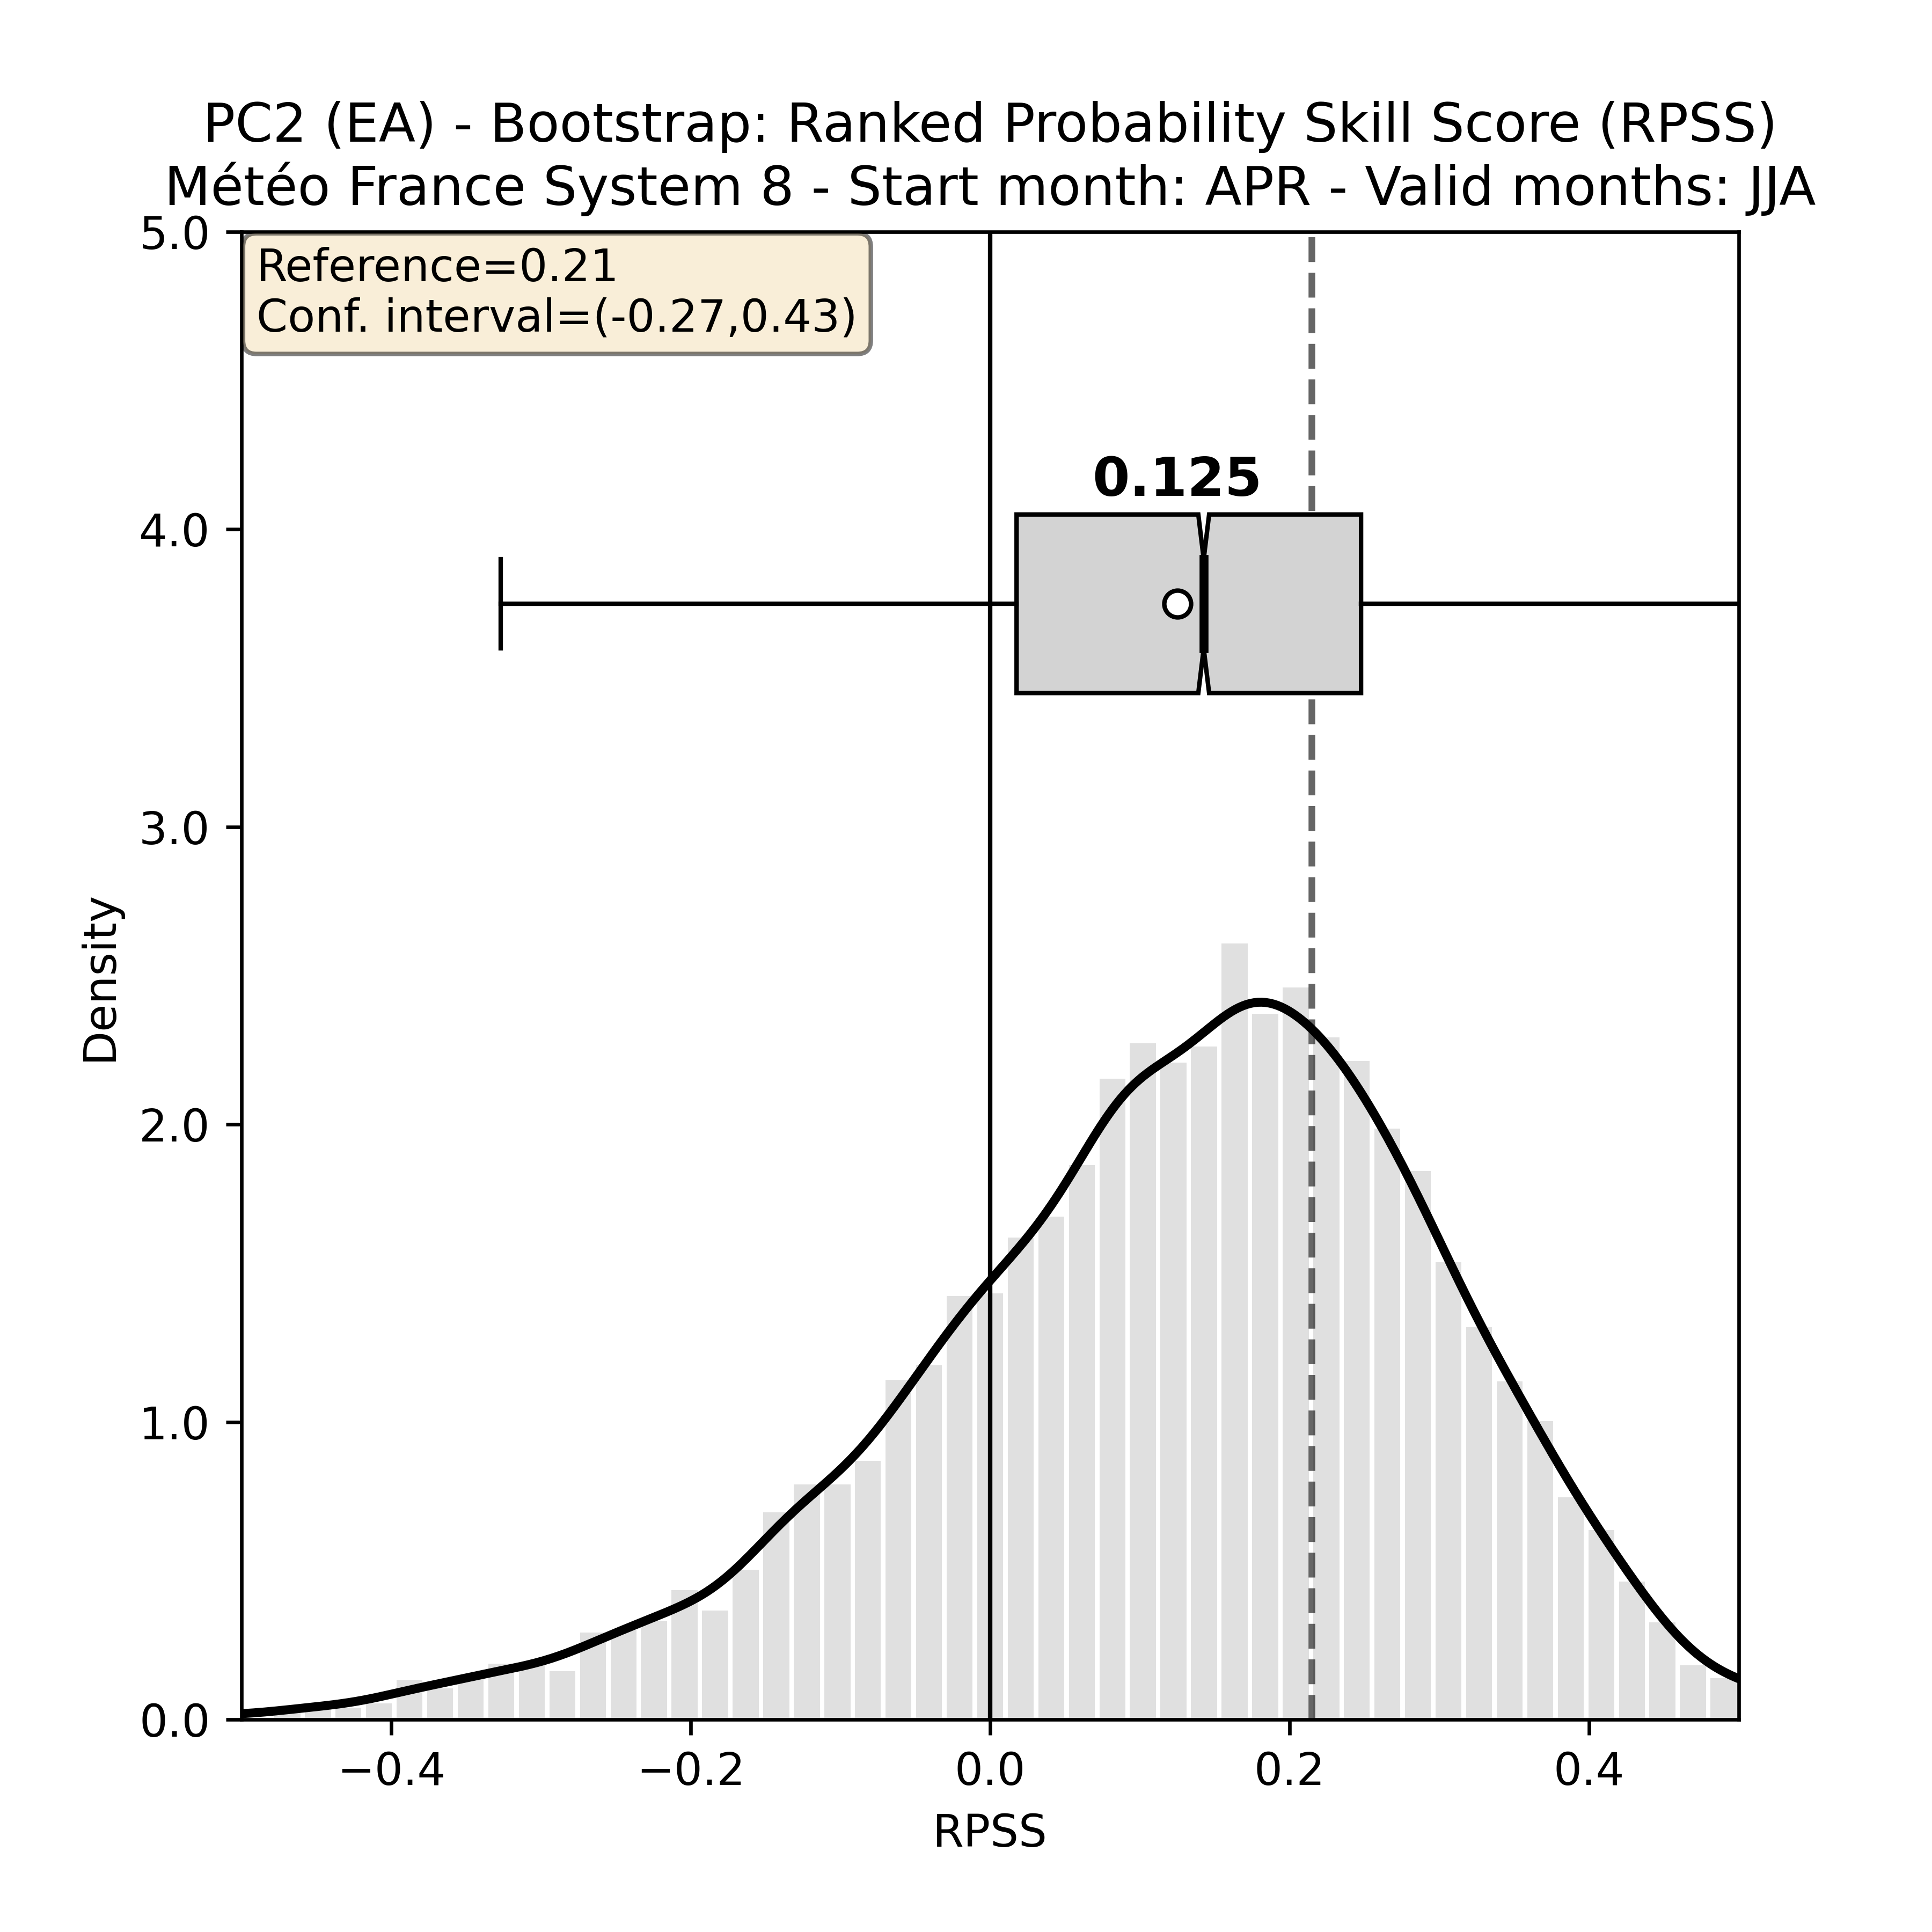 PC2 (EA) - Bootstrap: Ranked Probability Skill Score (RPSS)
Météo France System 8 - Start month: APR - Valid months: JJA
Reference=0.21
Conf. interval=(-0.27,0.43)
0.125
5.0
4.0
3.0
2.0
1.0
0.0
Density
−0.4
−0.2
0.0
0.2
0.4
RPSS